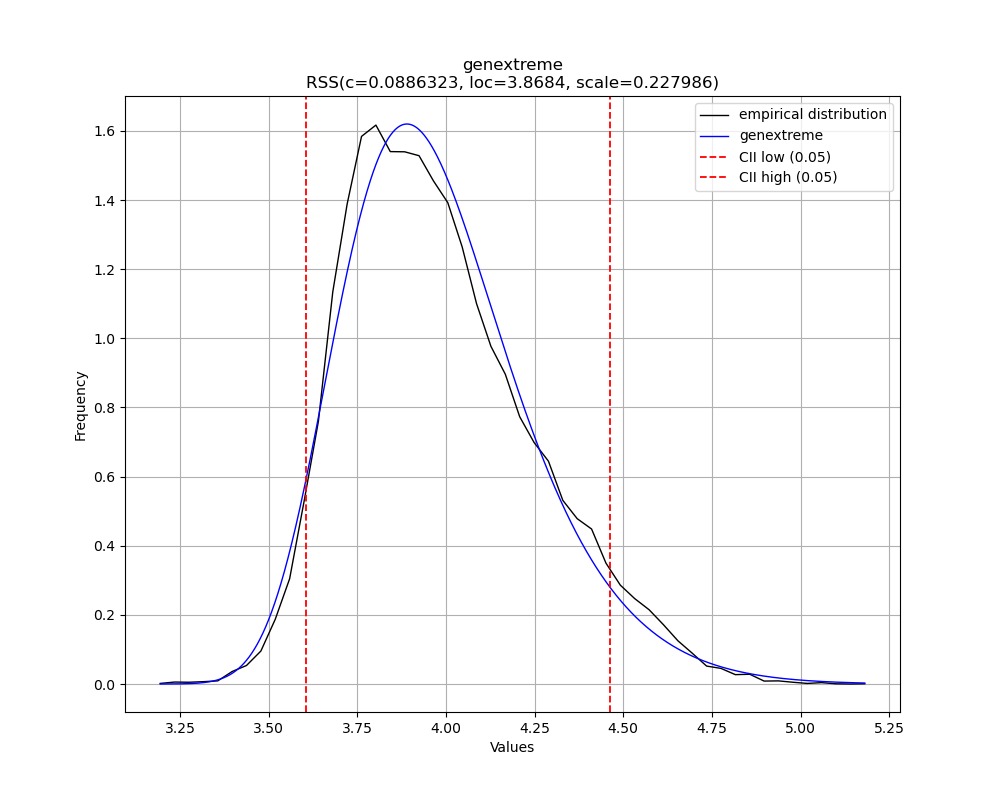 genextreme
RSS(c=0.0886323, loc=3.8684, scale=0.227986)
empirical distribution
genextreme
CII low (0.05)
CII high (0.05)
1.6
1.4
1.2
1.0
0.8
0.6
0.4
0.2
0.0
Frequency
3.25 3.50 3.75 4.00 4.25 4.50 4.75 5.00 5.25
Values